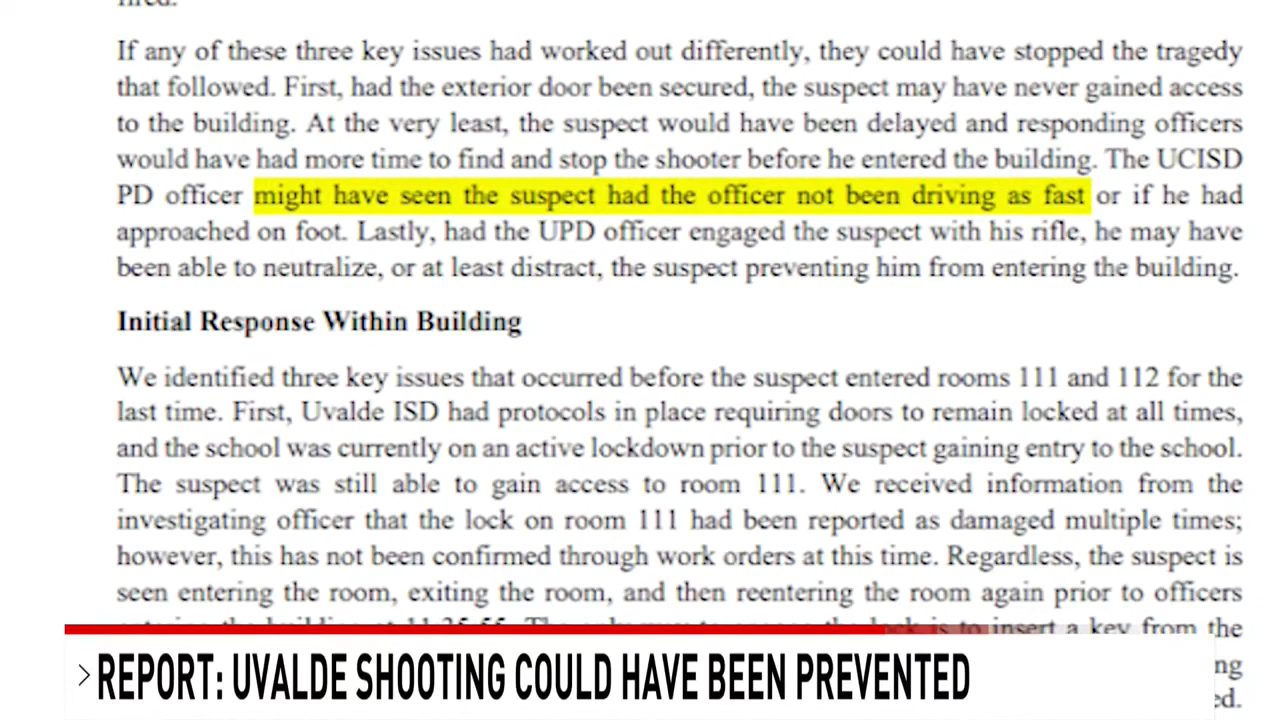 If any of these three key issues had worked out differently, they could have stopped the tragedy
that followed. First, had the exterior door been secured, the suspect may have never gained access
to the building. At the very least, the suspect would have been delayed and responding officers
would have had more time to find and stop the shooter before he entered the building. The UCISD
PD officer might have seen the suspect had the officer not been driving as fast or if he had
approached on foot. Lastly, had the UPD officer engaged the suspect with his rifle, he may have
been able to neutralize, or at least distract, the suspect preventing him from entering the building.
Initial Response Within Building
We identified three key issues that occurred before the suspect entered rooms 111 and 112 for the
last time. First, Uvalde ISD had protocols in place requiring doors to remain locked at all times,
and the school was currently on an active lockdown prior to the suspect gaining entry to the school.
The suspect was still able to gain access to room 111. We received information from the
investigating officer that the lock on room 111 had been reported as damaged multiple times;
however, this has not been confirmed through work orders at this time. Regardless, the suspect is
seen entering the room, exiting the room, and then reentering the room again prior to officers
lock is to insert a key from the
> REPORT: UVALDE SHOOTING COULD HAVE BEEN PREVENTED